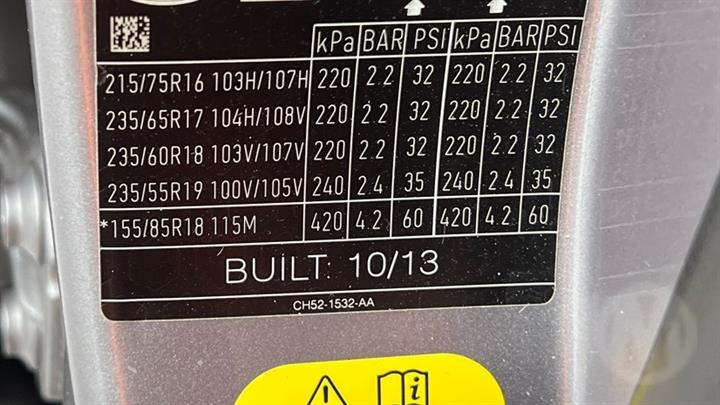 kPa BAR PSI kPa BAR PSI
215/75R16 103H/107H 220 2.2 32 220 2.2 32
235/65R17 104H/108V 220 2.2 32 220 2.2 32
235/60R18 103V/107V 220 2.2 32 220 2.2 32
235/55R19 100V/105V 240 2.4 35 240 2.4 35
*155/85R18 115M 420 4.2 60 420 4.2 60
BUILT: 10/13
CH52-1532-AA